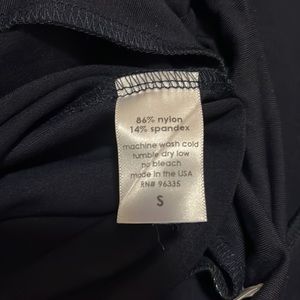 86% nylon
14% spandex
machine wash cold
tumble dry low
no bleach
made in the USA
RN# 96335
S